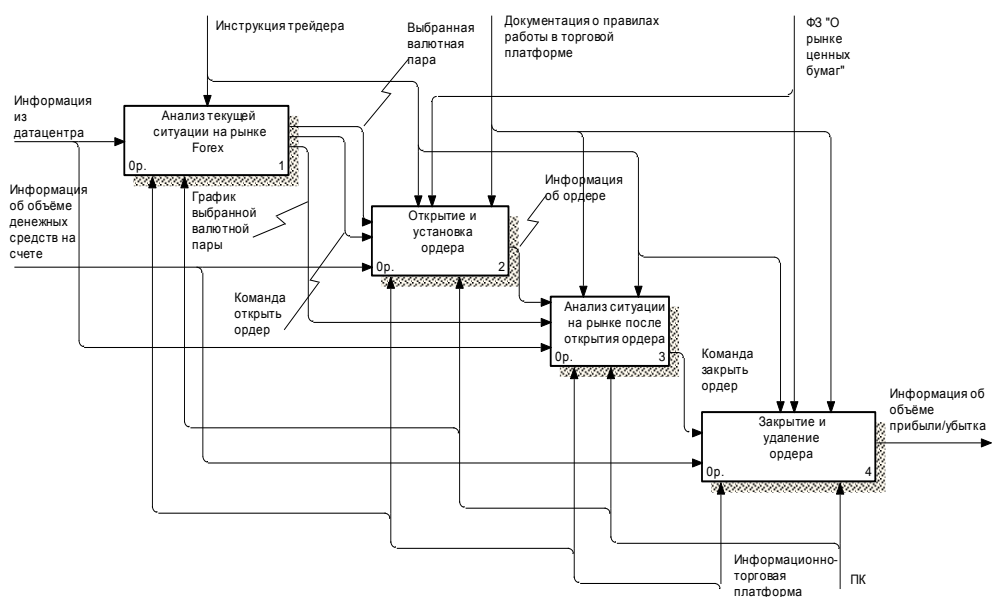 Инструкция трейдера
Выбранная
валютная
пара
Документация о правилах
работы в торговой
платформе
ФЗ "О
рынке
ценных
бумаг"
Информация
из
датацентра
Анализ текущей
ситуации на рынке
Forex
0р.
1
Информация
об объёме
денежных
средств на
счете
График
выбранной
валютной
пары
Информация
об ордере
Открытие и
установка
ордера
0р.
2
Команда
открыть
ордер
Анализ ситуации
на рынке после
открытия ордера
0р.
3
Команда
закрыть
ордер
Информация об
объёме
прибыли/убытка
Закрытие и
удаление
ордера
0р.
4
Информационно-
торговая
платформа
ПК